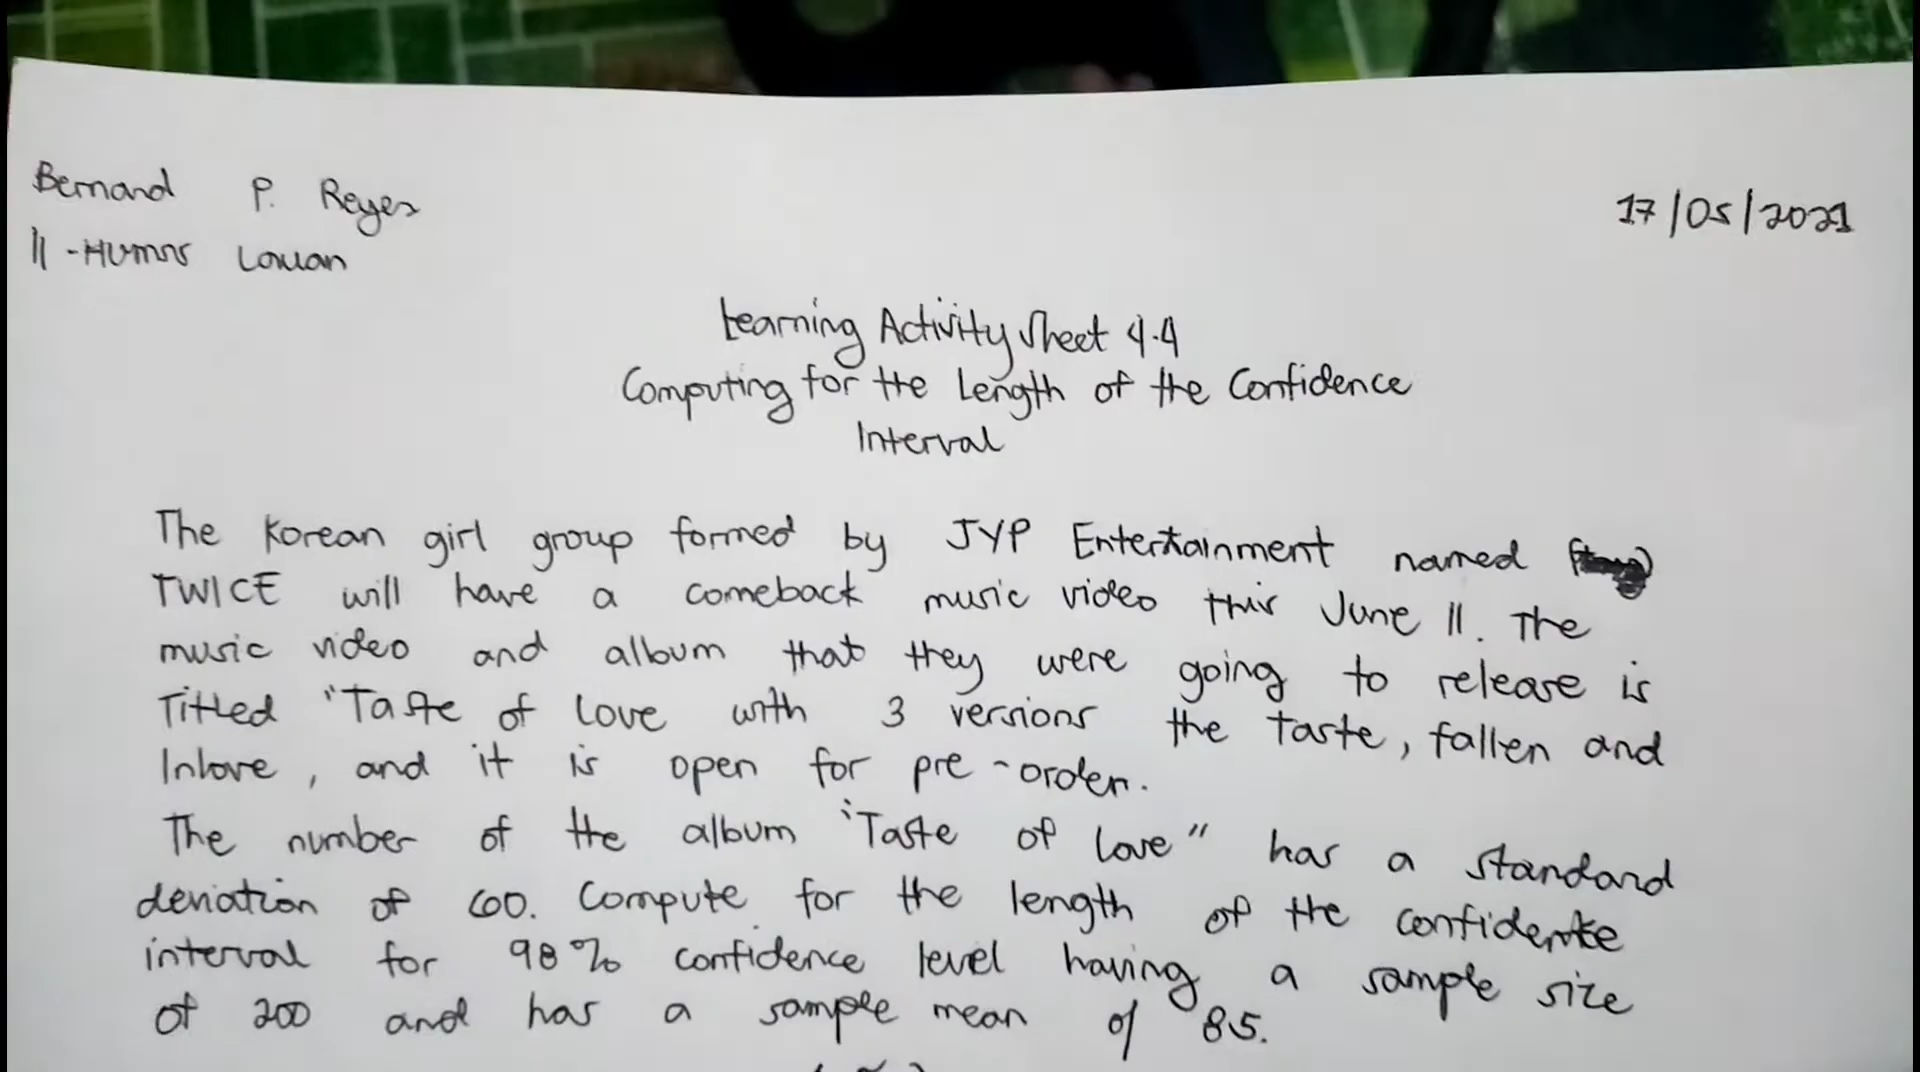 Bernard P. Reyes
17/05/2021
11 - Humss Lauan
Learning Activity Sheet 4.4
Computing for the Length of the Confidence
Interval
The Korean girl group formed by JYP Entertainment named
TWICE will have a comeback music video this June 11. The
music video and album that they were going to release is
Titled "Taste of Love with 3 versions the taste, fallen and
Inlove, and it is open for pre-order.
The number of the album "Taste of Love" has a standard
deviation of 60. Compute for the length of the confidence
interval for 98% confidence level having a sample size
of 200 and has a sample mean of 85.